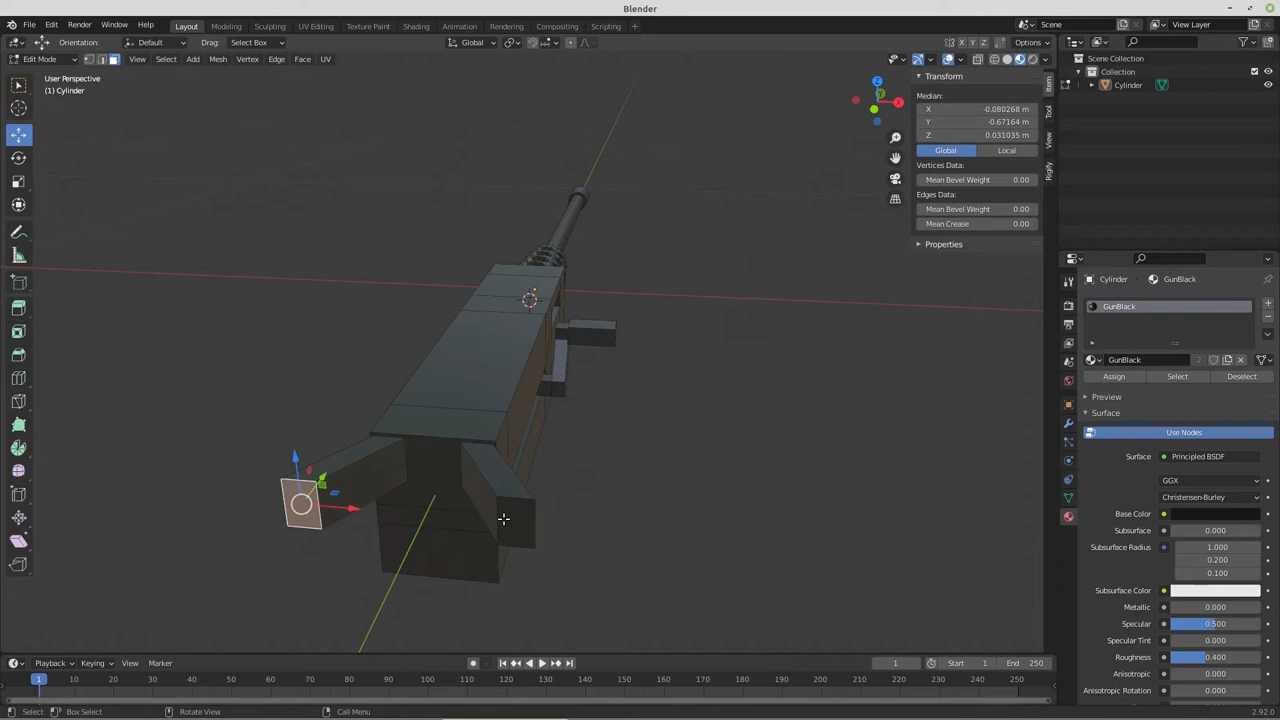 Blender
File Edit Render Window Help Layout Modeling Sculpting UV Editing Texture Paint Shading Animation Rendering Compositing Scripting Scene View Layer
Orientation: Default Drag: Select Box Global X Y Z Options
Edit Mode View Select Add Mesh Vertex Edge Face UV
User Perspective
(1) Cylinder
Scene Collection
Collection
Cylinder
Transform
Median:
X -0.080268 m
Y -0.67164 m
Z 0.031035 m
Global Local
Vertices Data:
Mean Bevel Weight 0.00
Edges Data:
Mean Bevel Weight 0.00
Mean Crease 0.00
Properties
Item
Tool
View
Rigify
Z
Y
X
Cylinder GunBlack
GunBlack
GunBlack 2
Assign Select Deselect
Preview
Surface
Use Nodes
Surface Principled BSDF
GGX
Christensen-Burley
Base Color
Subsurface 0.000
Subsurface Radius 1.000
0.200
0.100
Subsurface Color
Metallic 0.000
Specular 0.500
Specular Tint 0.000
Roughness 0.400
Anisotropic 0.000
Anisotropic Rotation 0.000
Playback Keying View Marker 1 Start 1 End 250
1 10 20 30 40 50 60 70 80 90 100 110 120 130 140 150 160 170 180 190 200 210 220 230 240 250
Select Box Select Rotate View Call Menu 2.92.0